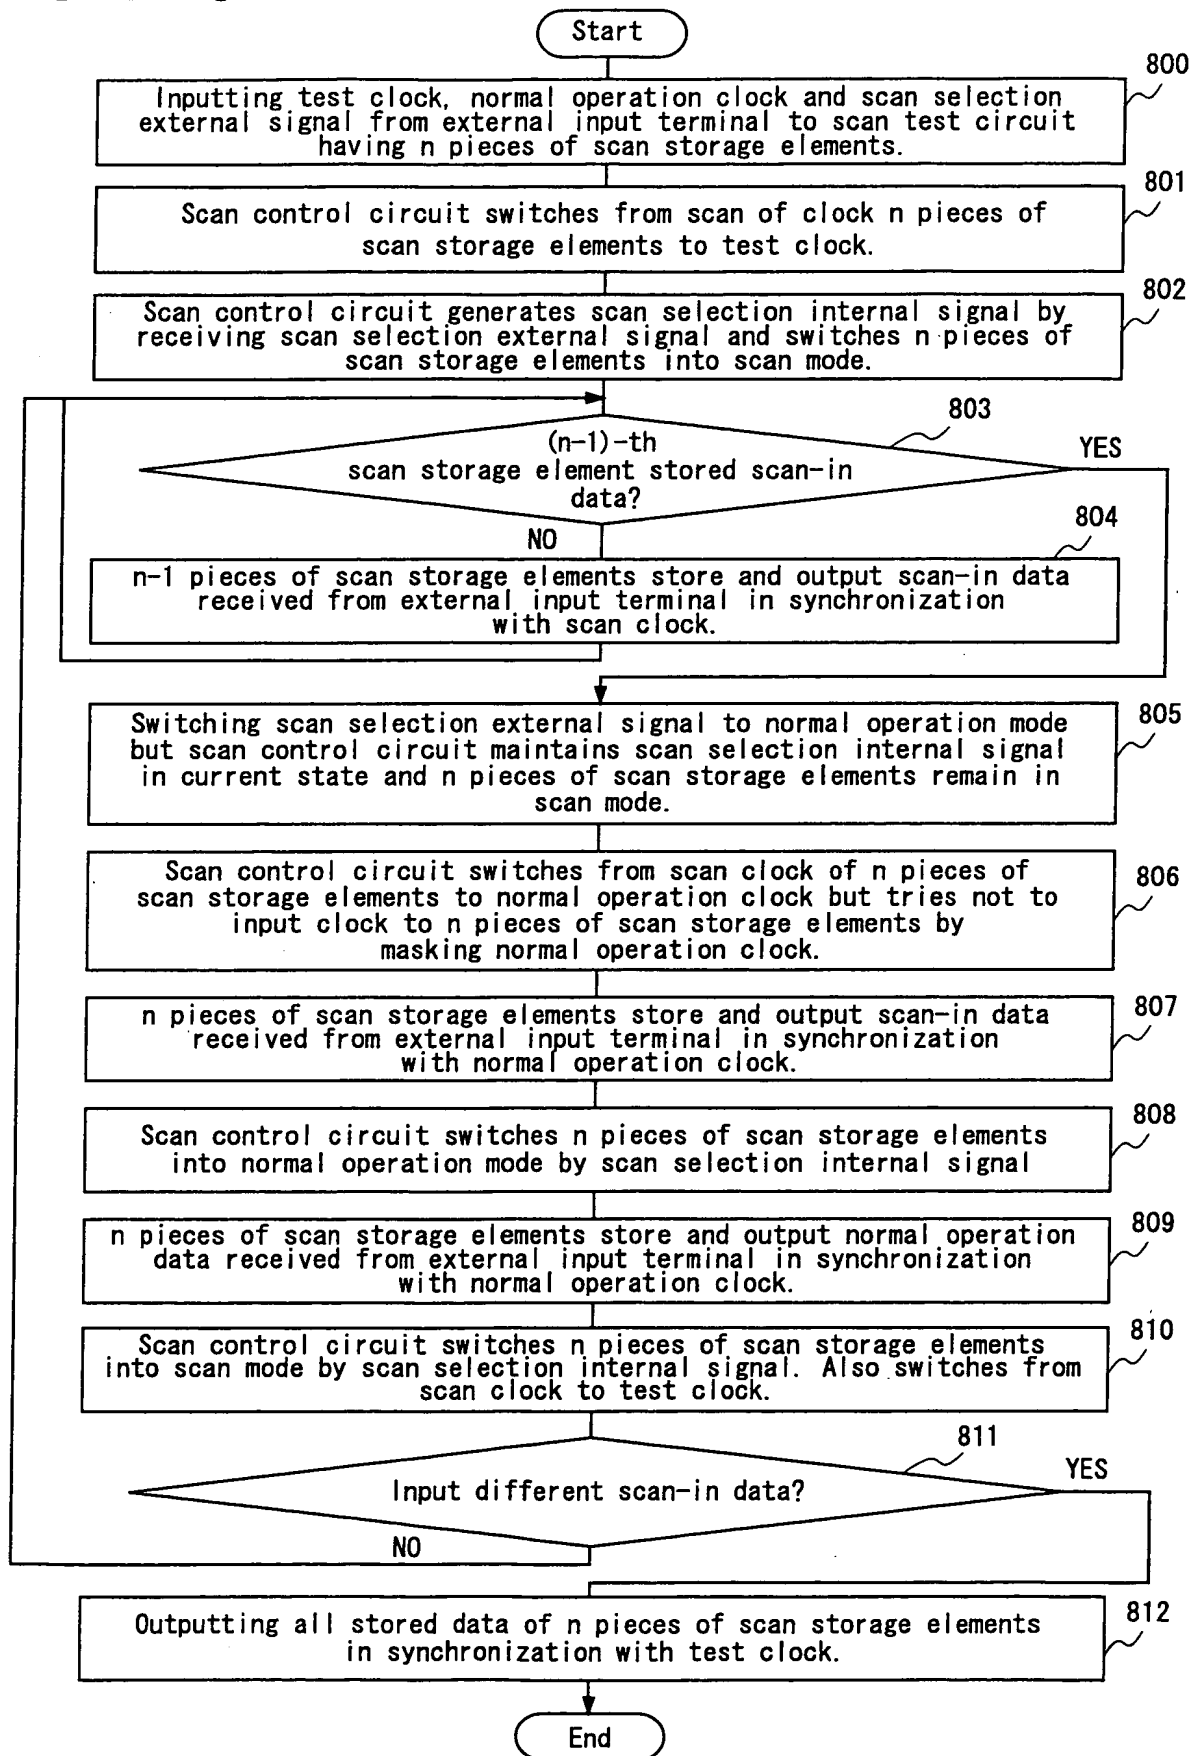 Start
800
Inputting test clock, normal operation clock and scan selection
external signal from external input terminal to scan test circuit
having n pieces of scan storage elements.
801
Scan control circuit switches from scan of clock n pieces of
scan storage elements to test clock.
802
Scan control circuit generates scan selection internal signal by
receiving scan selection external signal and switches n pieces of
scan storage elements into scan mode.
803
(n-1)-th
scan storage element stored scan-in
data?
YES
NO
804
n-1 pieces of scan storage elements store and output scan-in data
received from external input terminal in synchronization
with scan clock.
805
Switching scan selection external signal to normal operation mode
but scan control circuit maintains scan selection internal signal
in current state and n pieces of scan storage elements remain in
scan mode.
806
Scan control circuit switches from scan clock of n pieces of
scan storage elements to normal operation clock but tries not to
input clock to n pieces of scan storage elements by
masking normal operation clock.
807
n pieces of scan storage elements store and output scan-in data
received from external input terminal in synchronization
with normal operation clock.
808
Scan control circuit switches n pieces of scan storage elements
into normal operation mode by scan selection internal signal
809
n pieces of scan storage elements store and output normal operation
data received from external input terminal in synchronization
with normal operation clock.
810
Scan control circuit switches n pieces of scan storage elements
into scan mode by scan selection internal signal. Also switches from
scan clock to test clock.
811
Input different scan-in data?
YES
NO
812
Outputting all stored data of n pieces of scan storage elements
in synchronization with test clock.
End